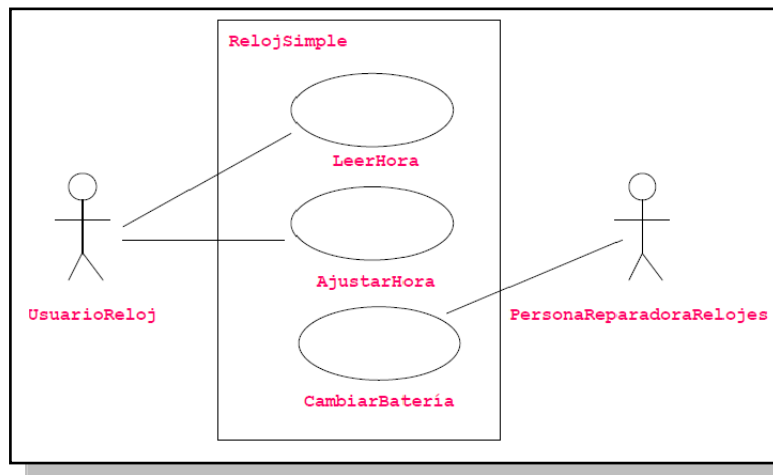 RelojSimple
LeerHora
AjustarHora
UsuarioReloj
PersonaReparadoraRelojes
CambiarBatería